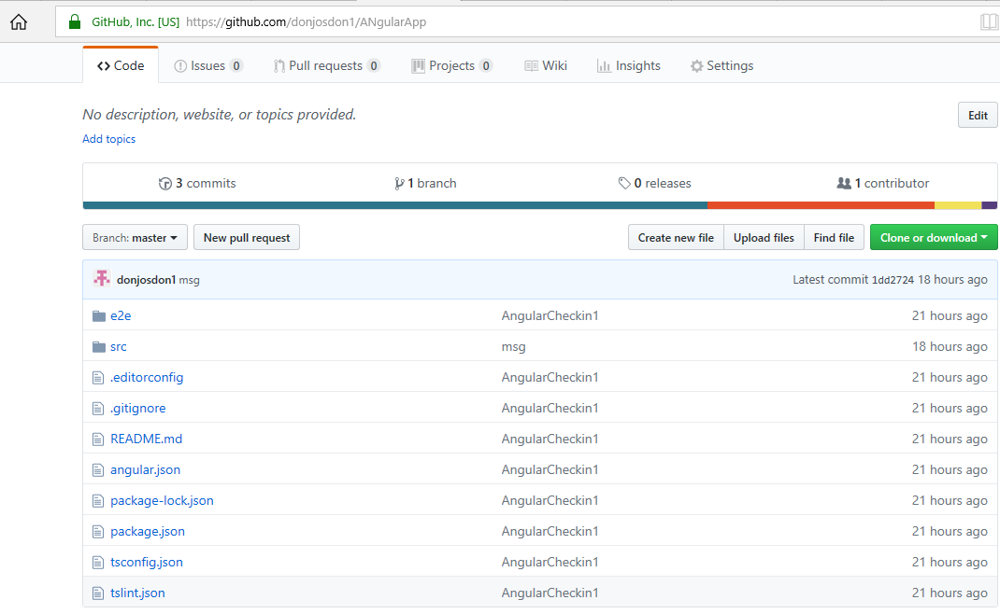 GitHub, Inc. [US] https://github.com/donjosdon1/ANgularApp
Code Issues 0 Pull requests 0 Projects 0 Wiki Insights Settings
No description, website, or topics provided.
Edit
Add topics
3 commits 1 branch 0 releases 1 contributor
Branch: master New pull request Create new file Upload files Find file Clone or download
donjosdon1 msg Latest commit 1dd2724 18 hours ago
e2e AngularCheckin1 21 hours ago
src msg 18 hours ago
.editorconfig AngularCheckin1 21 hours ago
.gitignore AngularCheckin1 21 hours ago
README.md AngularCheckin1 21 hours ago
angular.json AngularCheckin1 21 hours ago
package-lock.json AngularCheckin1 21 hours ago
package.json AngularCheckin1 21 hours ago
tsconfig.json AngularCheckin1 21 hours ago
tslint.json AngularCheckin1 21 hours ago